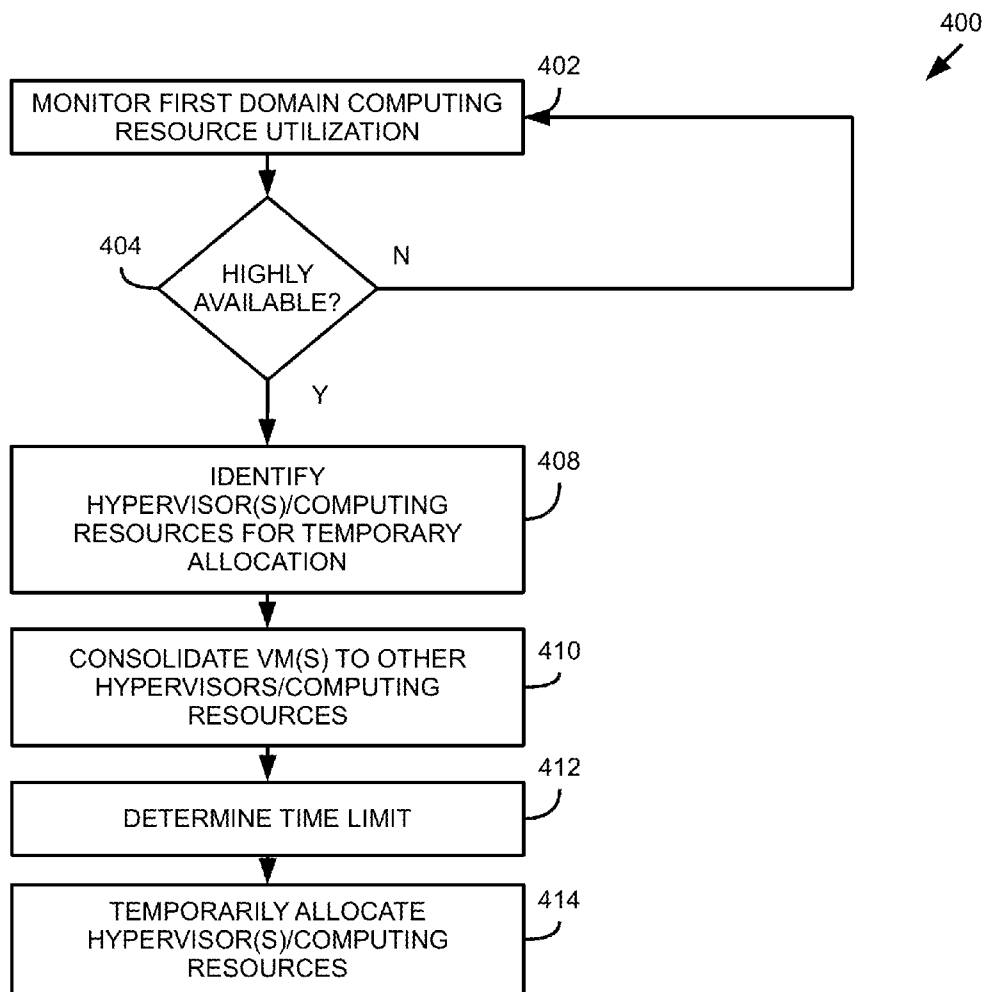 400
402
MONITOR FIRST DOMAIN COMPUTING
RESOURCE UTILIZATION
404
N
HIGHLY
AVAILABLE?
Y
408
IDENTIFY
HYPERVISOR(S)/COMPUTING
RESOURCES FOR TEMPORARY
ALLOCATION
410
CONSOLIDATE VM(S) TO OTHER
HYPERVISORS/COMPUTING
RESOURCES
412
DETERMINE TIME LIMIT
414
TEMPORARILY ALLOCATE
HYPERVISOR(S)/COMPUTING
RESOURCES